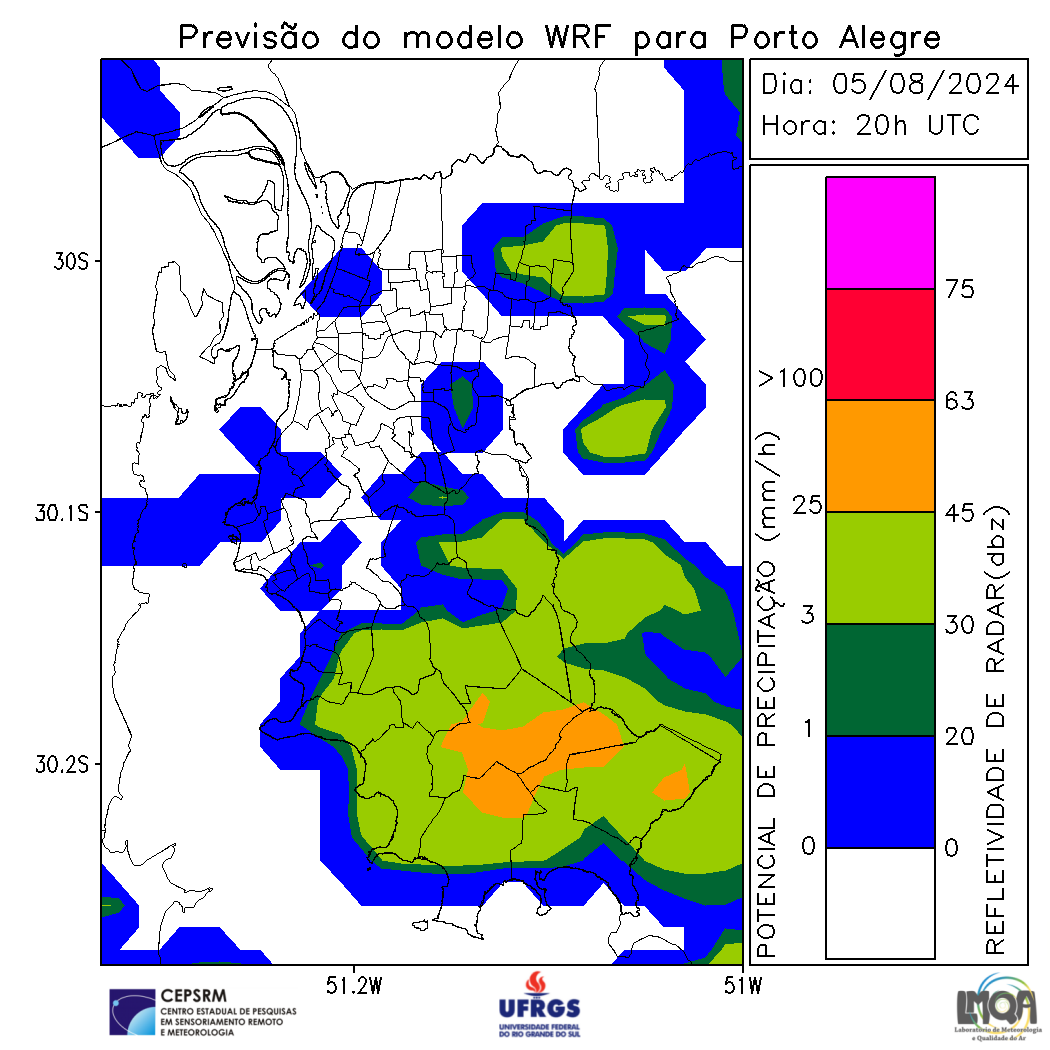 Previsão do modelo WRF para Porto Alegre
Dia: 05/08/2024
Hora: 20h UTC
30S
30.1S
30.2S
51.2W
51W
POTENCIAL DE PRECIPITAÇÃO (mm/h)
>100
25
3
1
0
75
63
45
30
20
0
REFLETIVIDADE DE RADAR(dbz)
CEPSRM
CENTRO ESTADUAL DE PESQUISAS
EM SENSORIAMENTO REMOTO
E METEOROLOGIA
UFRGS
UNIVERSIDADE FEDERAL
DO RIO GRANDE DO SUL
LMQA
Laboratório de Meteorologia
e Qualidade do Ar